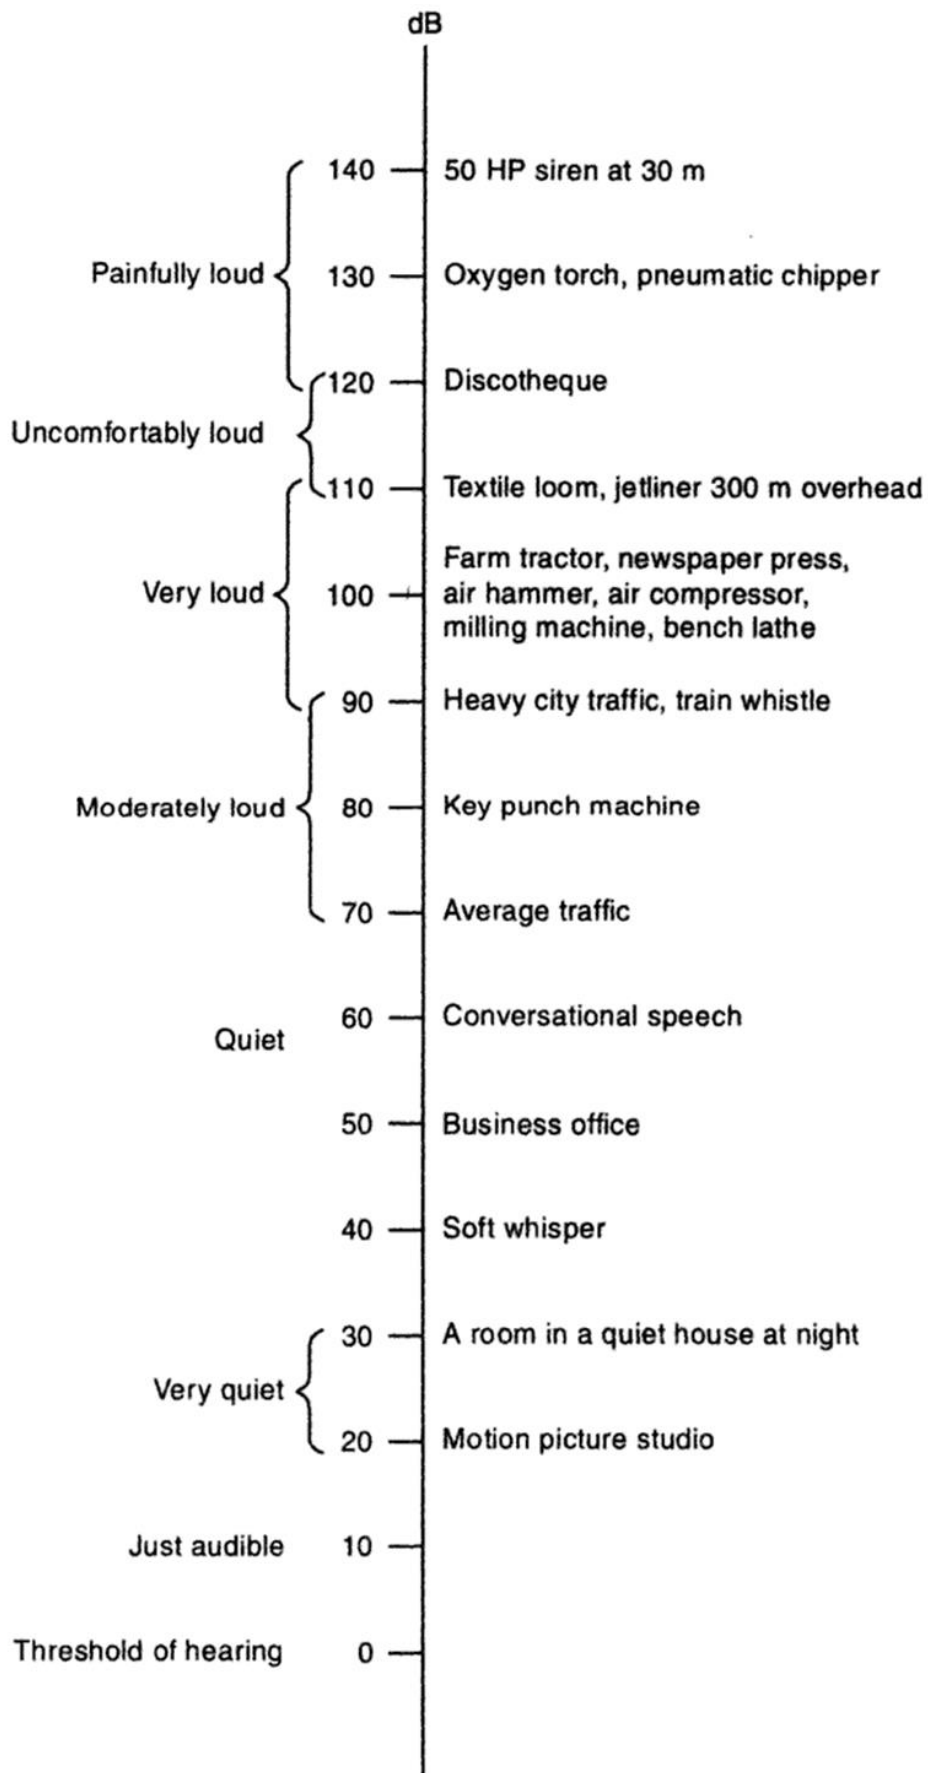 dB
140 50 HP siren at 30 m
Painfully loud 130 Oxygen torch, pneumatic chipper
120 Discotheque
Uncomfortably loud
110 Textile loom, jetliner 300 m overhead
Farm tractor, newspaper press,
Very loud 100 air hammer, air compressor,
milling machine, bench lathe
90 Heavy city traffic, train whistle
Moderately loud 80 Key punch machine
70 Average traffic
60 Conversational speech
Quiet
50 Business office
40 Soft whisper
30 A room in a quiet house at night
Very quiet
20 Motion picture studio
Just audible 10
Threshold of hearing 0